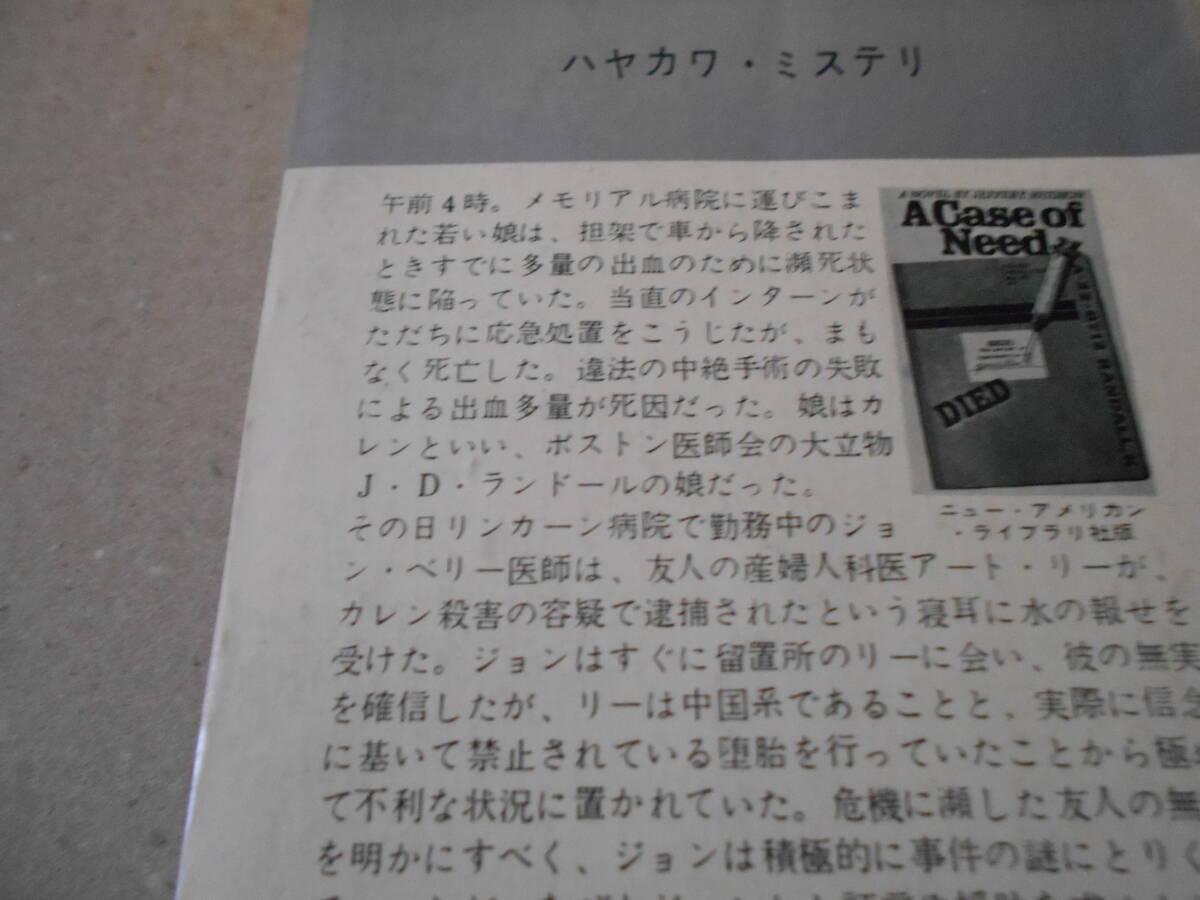 ハヤカワ・ミステリ
午前4時。メモリアル病院に運びこま
れた若い娘は、担架で車から降された
ときすでに多量の出血のために瀕死状
態に陥っていた。当直のインターンが
ただちに応急処置をこうじたが、まも
なく死亡した。違法の中絶手術の失敗
による出血多量が死因だった。娘はカ
レンといい、ボストン医師会の大立物
J・D・ランドールの娘だった。
その日リンカーン病院で勤務中のジョ
ン・ベリー医師は、友人の産婦人科医アート・リーが、
カレン殺害の容疑で逮捕されたという寝耳に水の報せを
受けた。ジョンはすぐに留置所のリーに会い、彼の無実
を確信したが、リーは中国系であることと、実際に信念
に基いて禁止されている堕胎を行っていたことから極
て不利な状況に置かれていた。危機に瀕した友人の無
を明かにすべく、ジョンは積極的に事件の謎にとりく
A NOVEL BY
A Case of
Need
DIED
RANDALL, K
ニュー・アメリカン
・ライブラリ社版